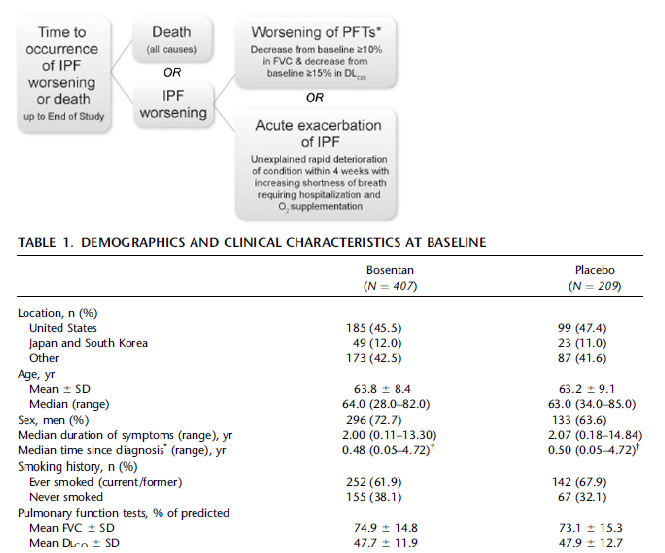 Time to
occurrence
of IPF
worsening
or death
up to End of Study
Death
(all causes)
OR
IPF
worsening
Worsening of PFTs*
Decrease from baseline ≥10%
in FVC & decrease from
baseline ≥15% in DLCO
OR
Acute exacerbation
of IPF
Unexplained rapid deterioration
of condition within 4 weeks with
increasing shortness of breath
requiring hospitalization and
O2 supplementation
TABLE 1. DEMOGRAPHICS AND CLINICAL CHARACTERISTICS AT BASELINE
Bosentan Placebo
(N = 407) (N = 209)
Location, n (%)
United States 185 (45.5) 99 (47.4)
Japan and South Korea 49 (12.0) 23 (11.0)
Other 173 (42.5) 87 (41.6)
Age, yr
Mean ± SD 63.8 ± 8.4 63.2 ± 9.1
Median (range) 64.0 (28.0–82.0) 63.0 (34.0–85.0)
Sex, men (%) 296 (72.7) 133 (63.6)
Median duration of symptoms (range), yr 2.00 (0.11–13.30) 2.07 (0.18–14.84)
Median time since diagnosis* (range), yr 0.48 (0.05–4.72)† 0.50 (0.05–4.72)†
Smoking history, n (%)
Ever smoked (current/former) 252 (61.9) 142 (67.9)
Never smoked 155 (38.1) 67 (32.1)
Pulmonary function tests, % of predicted
Mean FVC ± SD 74.9 ± 14.8 73.1 ± 15.3
Mean DLCO ± SD 47.7 ± 11.9 47.9 ± 12.7